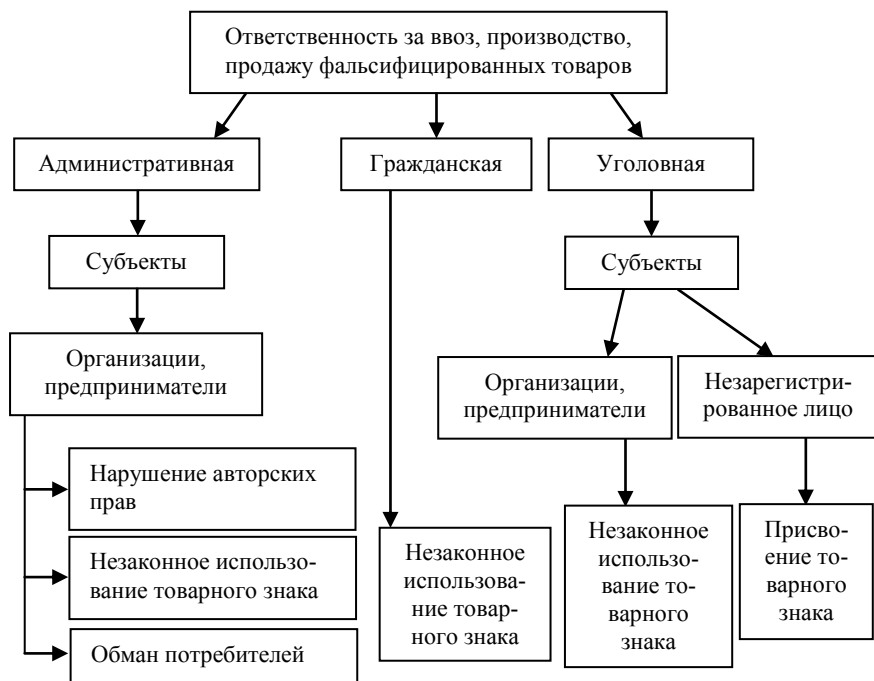 Ответственность за ввоз, производство,
продажу фальсифицированных товаров
Административная
Гражданская
Уголовная
Субъекты
Субъекты
Организации,
предприниматели
Организации,
предприниматели
Незарегистри-
рованное лицо
Нарушение авторских
прав
Незаконное использо-
вание товарного знака
Обман потребителей
Незаконное
использова-
ние товар-
ного знака
Незаконное
использо-
вание то-
варного
знака
Присво-
ение то-
варного
знака